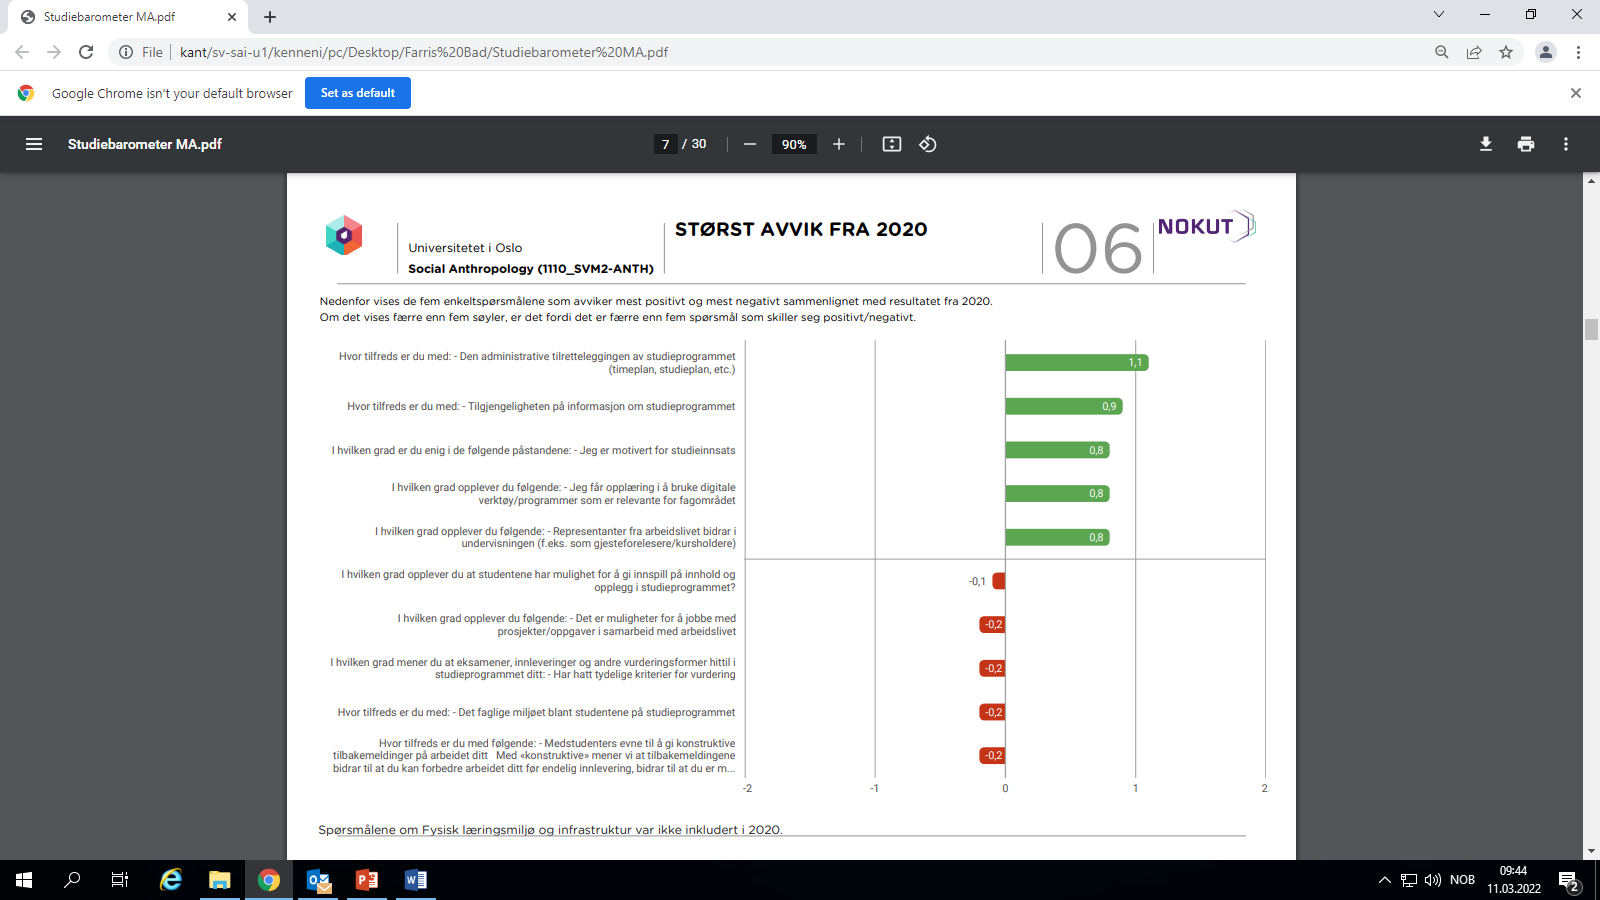 Studiebarometer MA.pdf
File
kant/sv-sai-u1/kenneni/pc/Desktop/Farris%20Bad/Studiebarometer%20MA.pdf
Google Chrome isn't your default browser
Set as default
Studiebarometer MA.pdf
7 / 30
90%
Universitetet i Oslo
Social Anthropology (1110_SVM2-ANTH)
STØRST AVVIK FRA 2020
06
NOKUT
Nedenfor vises de fem enkeltspørsmålene som avviker mest positivt og mest negativt sammenlignet med resultatet fra 2020.
Om det vises færre enn fem søyler, er det fordi det er færre enn fem spørsmål som skiller seg positivt/negativt.
Hvor tilfreds er du med: - Den administrative tilretteleggingen av studieprogrammet
(timeplan, studieplan, etc.)
1,1
Hvor tilfreds er du med: - Tilgjengeligheten på informasjon om studieprogrammet
0,9
I hvilken grad er du enig i de følgende påstandene: - Jeg er motivert for studieinnsats
0,8
I hvilken grad opplever du følgende: - Jeg får opplæring i å bruke digitale
verktøy/programmer som er relevante for fagområdet
0,8
I hvilken grad opplever du følgende: - Representanter fra arbeidslivet bidrar i
undervisningen (f.eks. som gjesteforelesere/kursholdere)
0,8
I hvilken grad opplever du at studentene har mulighet for å gi innspill på innhold og
opplegg i studieprogrammet?
-0,1
I hvilken grad opplever du følgende: - Det er muligheter for å jobbe med
prosjekter/oppgaver i samarbeid med arbeidslivet
-0,2
I hvilken grad mener du at eksamener, innleveringer og andre vurderingsformer hittil i
studieprogrammet ditt: - Har hatt tydelige kriterier for vurdering
-0,2
Hvor tilfreds er du med: - Det faglige miljøet blant studentene på studieprogrammet
-0,2
Hvor tilfreds er du med følgende: - Medstudenters evne til å gi konstruktive
tilbakemeldinger på arbeidet ditt Med «konstruktive» mener vi at tilbakemeldingene
bidrar til at du kan forbedre arbeidet ditt før endelig innlevering, bidrar til at du er m...
-0,2
-2 -1 0 1 2
Spørsmålene om Fysisk læringsmiljø og infrastruktur var ikke inkludert i 2020.
NOB
09:44
11.03.2022
2